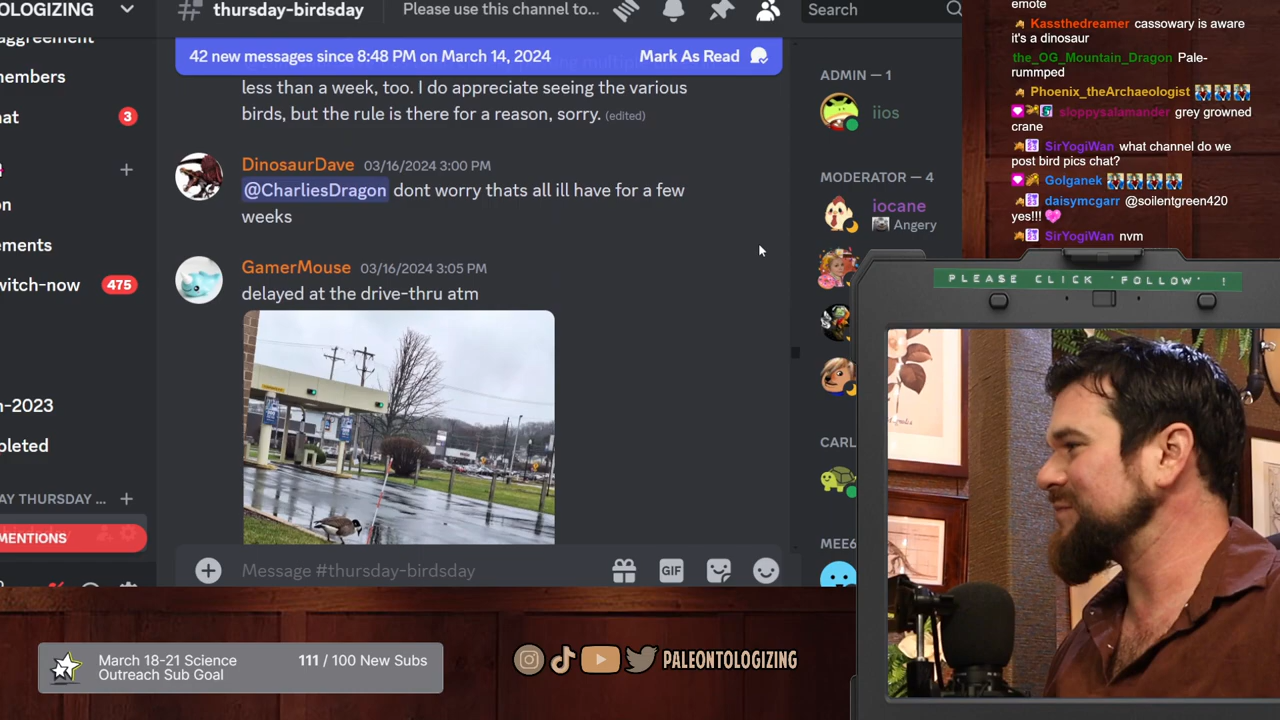 OLOGIZING
# thursday-birdsday
Please use this channel to...
Search
aggreement
members
hat
3
on
ements
witch-now
475
n-2023
pleted
AY THURSDAY ...
MENTIONS
42 new messages since 8:48 PM on March 14, 2024
Mark As Read
less than a week, too. I do appreciate seeing the various
birds, but the rule is there for a reason, sorry. (edited)
DinosaurDave 03/16/2024 3:00 PM
@CharliesDragon dont worry thats all ill have for a few
weeks
GamerMouse 03/16/2024 3:05 PM
delayed at the drive-thru atm
Message #thursday-birdsday
GIF
ADMIN — 1
iios
MODERATOR — 4
iocane
Angery
CARL
MEE6
emote
Kassthedreamer cassowary is aware
it's a dinosaur
the_OG_Mountain_Dragon Pale-
rummped
Phoenix_theArchaeologist
sloppysalamander grey growned
crane
SirYogiWan what channel do we
post bird pics chat?
Golganek
daisymcgarr @soilentgreen420
yes!!!
SirYogiWan nvm
PLEASE CLICK 'FOLLOW' !
March 18-21 Science
Outreach Sub Goal
111 / 100 New Subs
PALEONTOLOGIZING